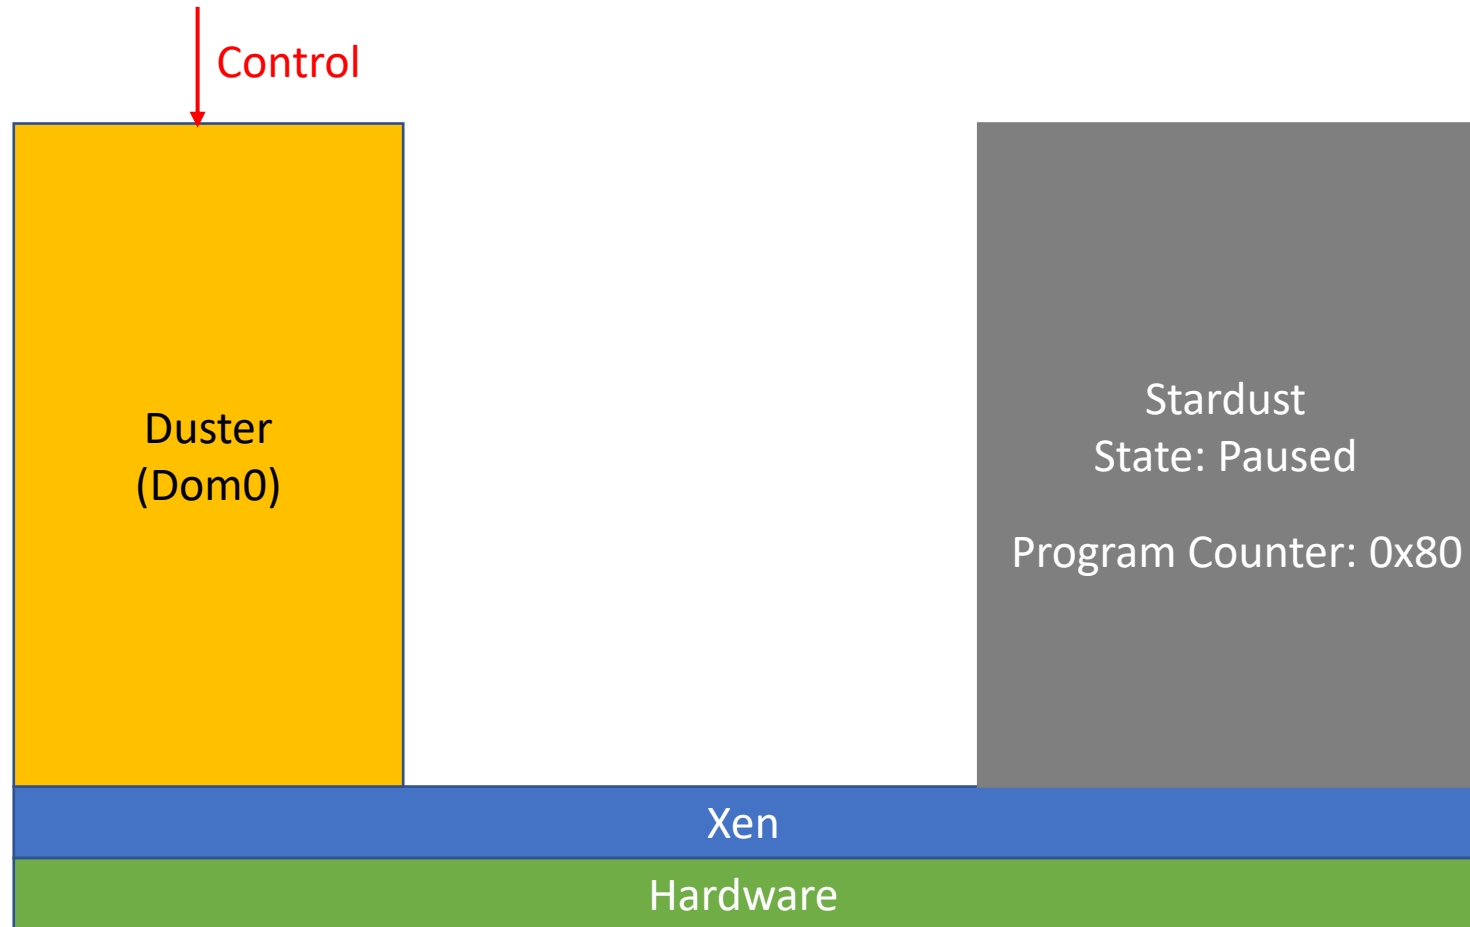 Control
Duster
(Dom0)
Stardust
State: Paused
Program Counter: 0x80
Xen
Hardware